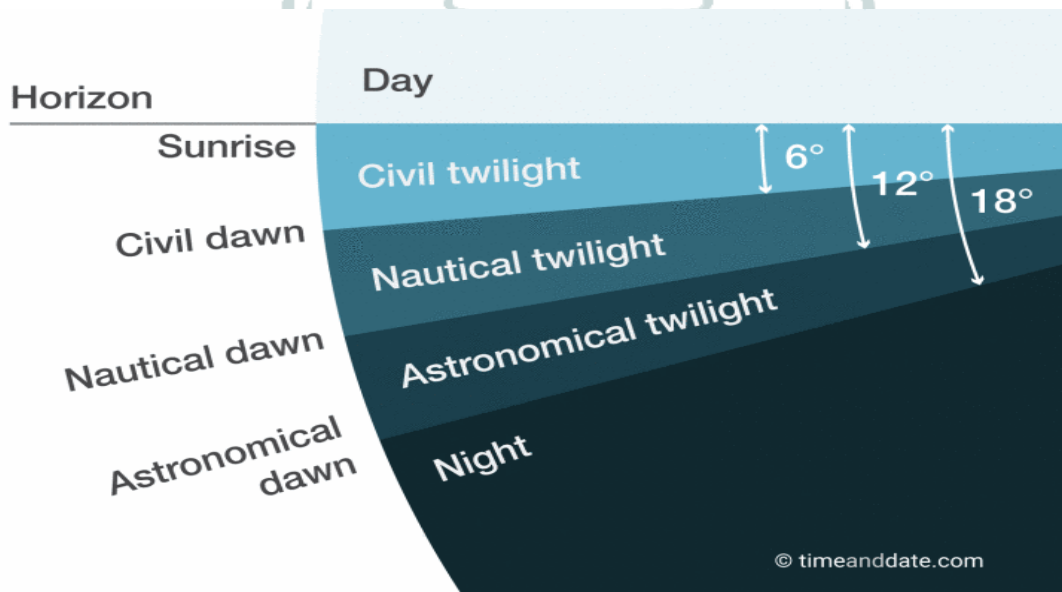 Day
Horizon
Sunrise
Civil twilight
6°
12°
18°
Civil dawn
Nautical twilight
Nautical dawn
Astronomical twilight
Astronomical
dawn
Night
© timeanddate.com